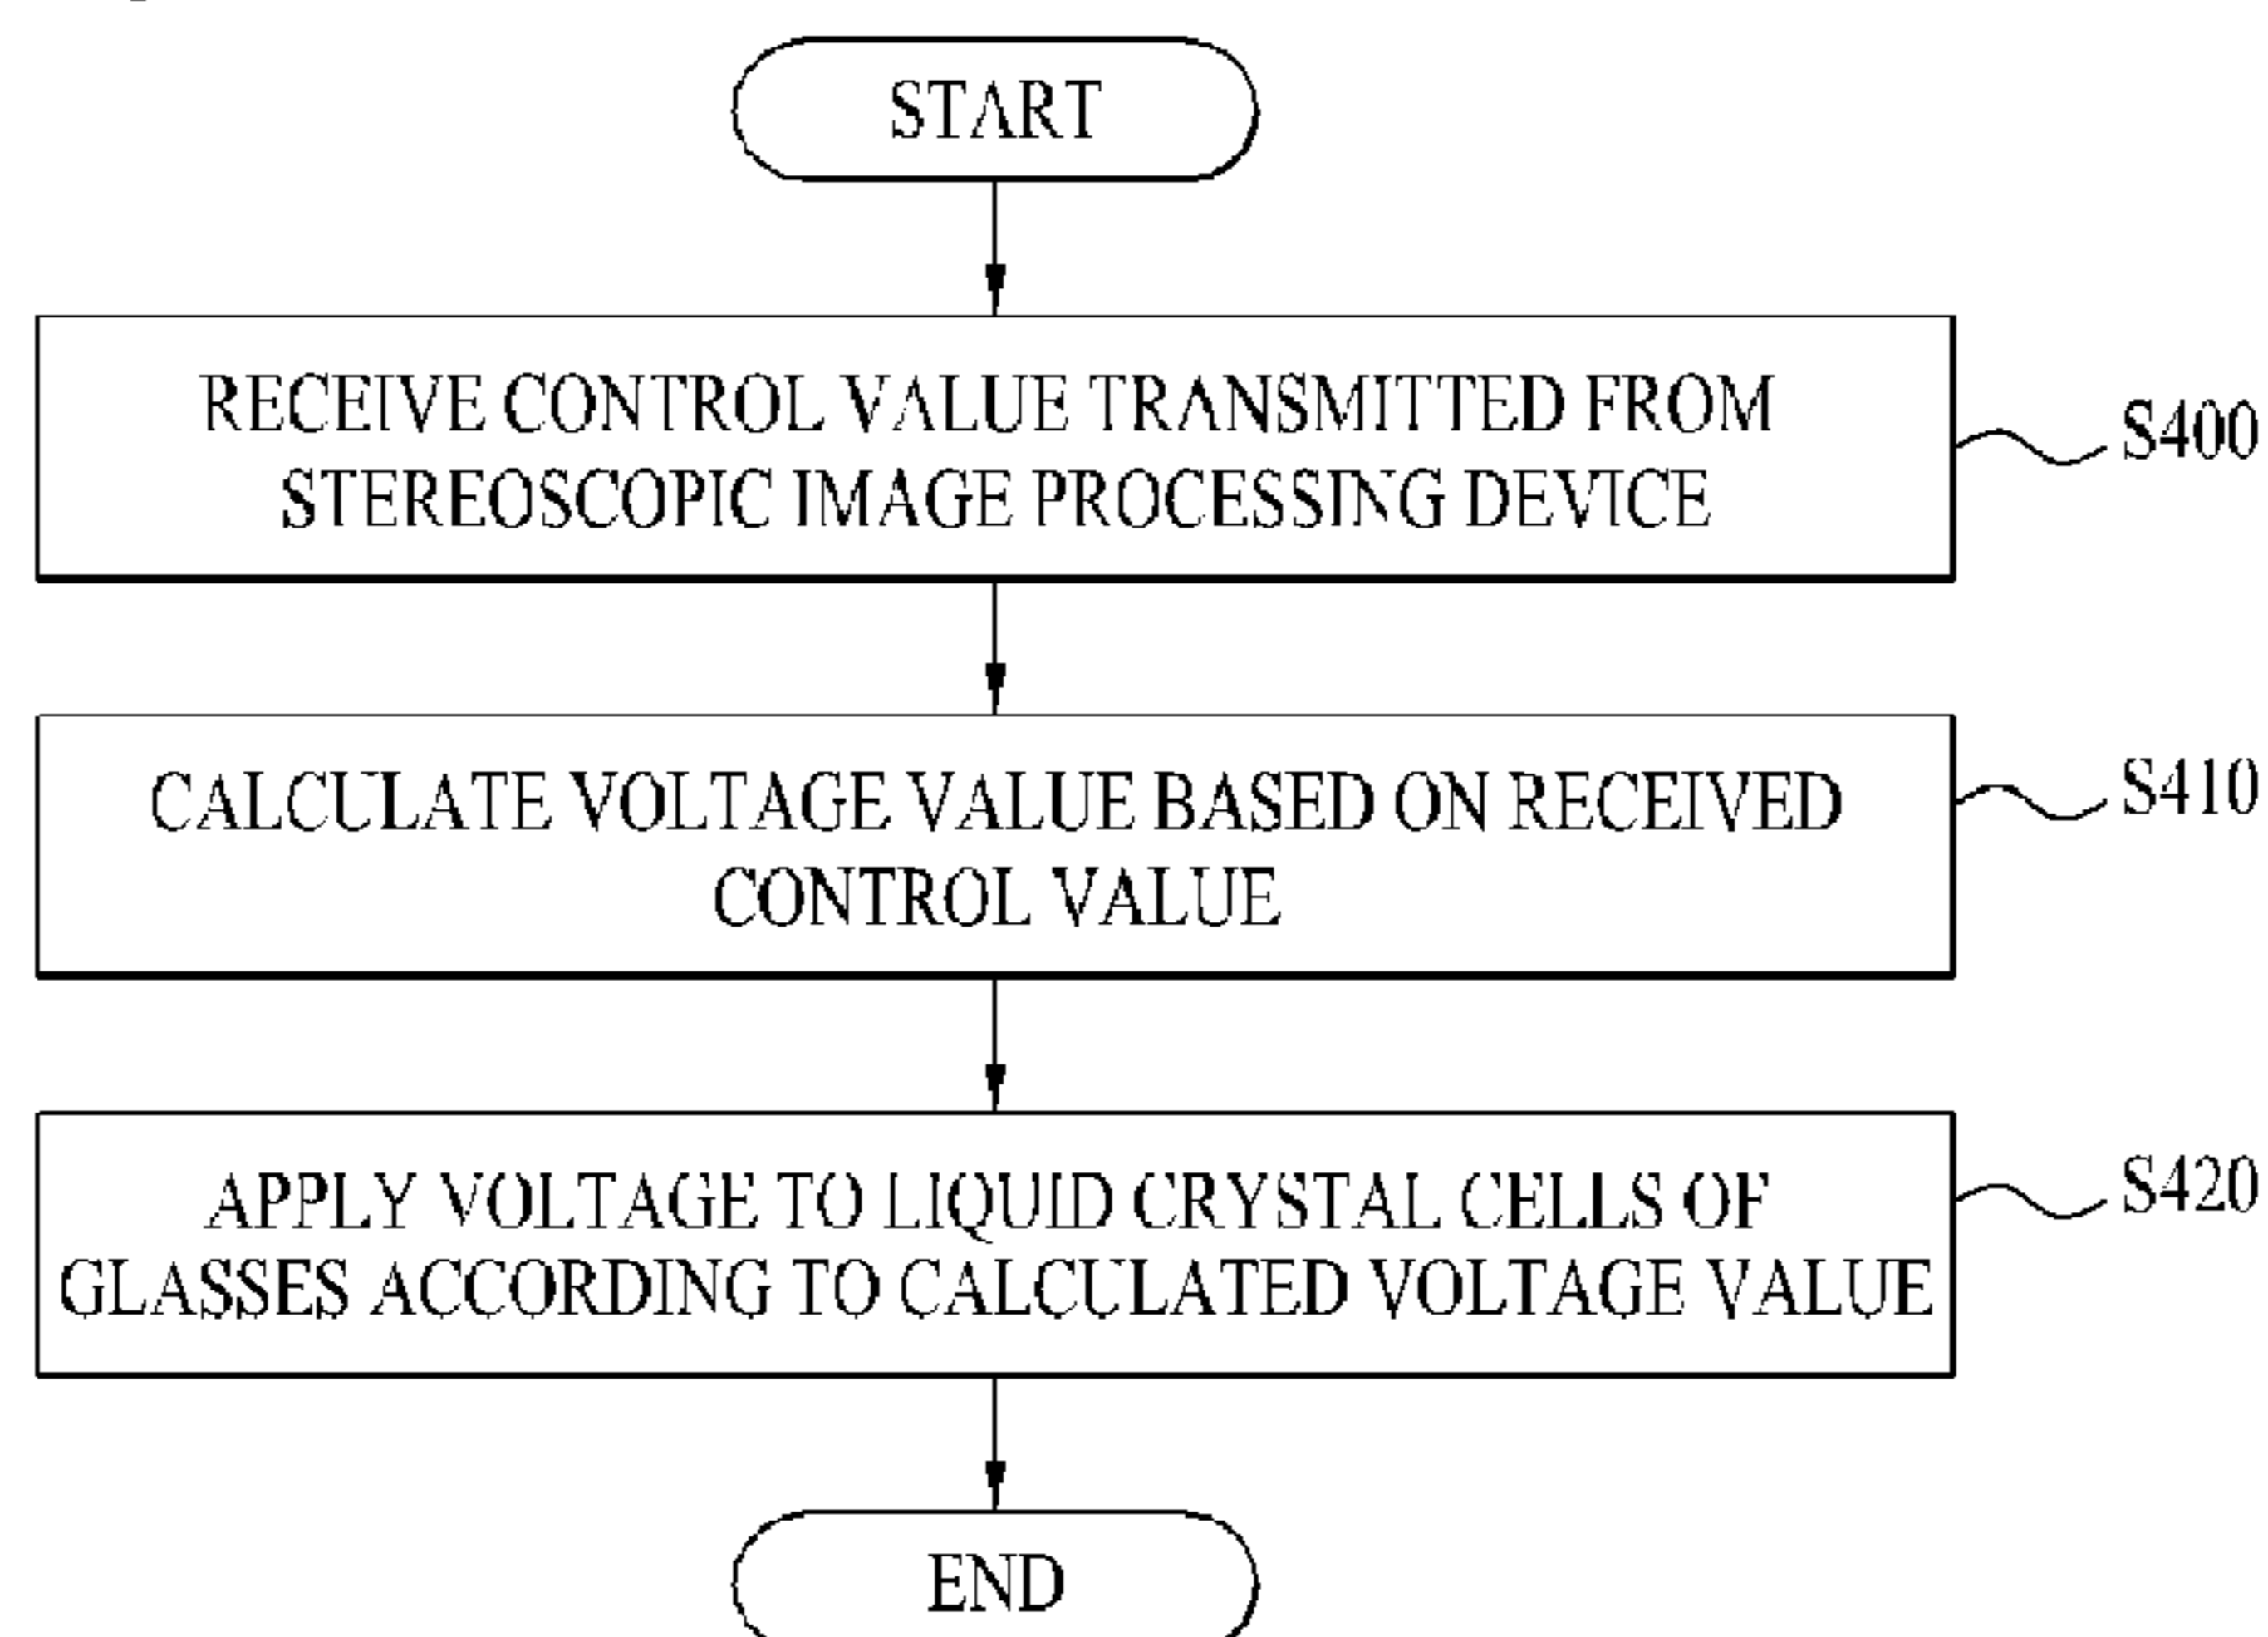 START
RECEIVE CONTROL VALUE TRANSMITTED FROM
STEREOSCOPIC IMAGE PROCESSING DEVICE
S400
CALCULATE VOLTAGE VALUE BASED ON RECEIVED
CONTROL VALUE
S410
APPLY VOLTAGE TO LIQUID CRYSTAL CELLS OF
GLASSES ACCORDING TO CALCULATED VOLTAGE VALUE
S420
END